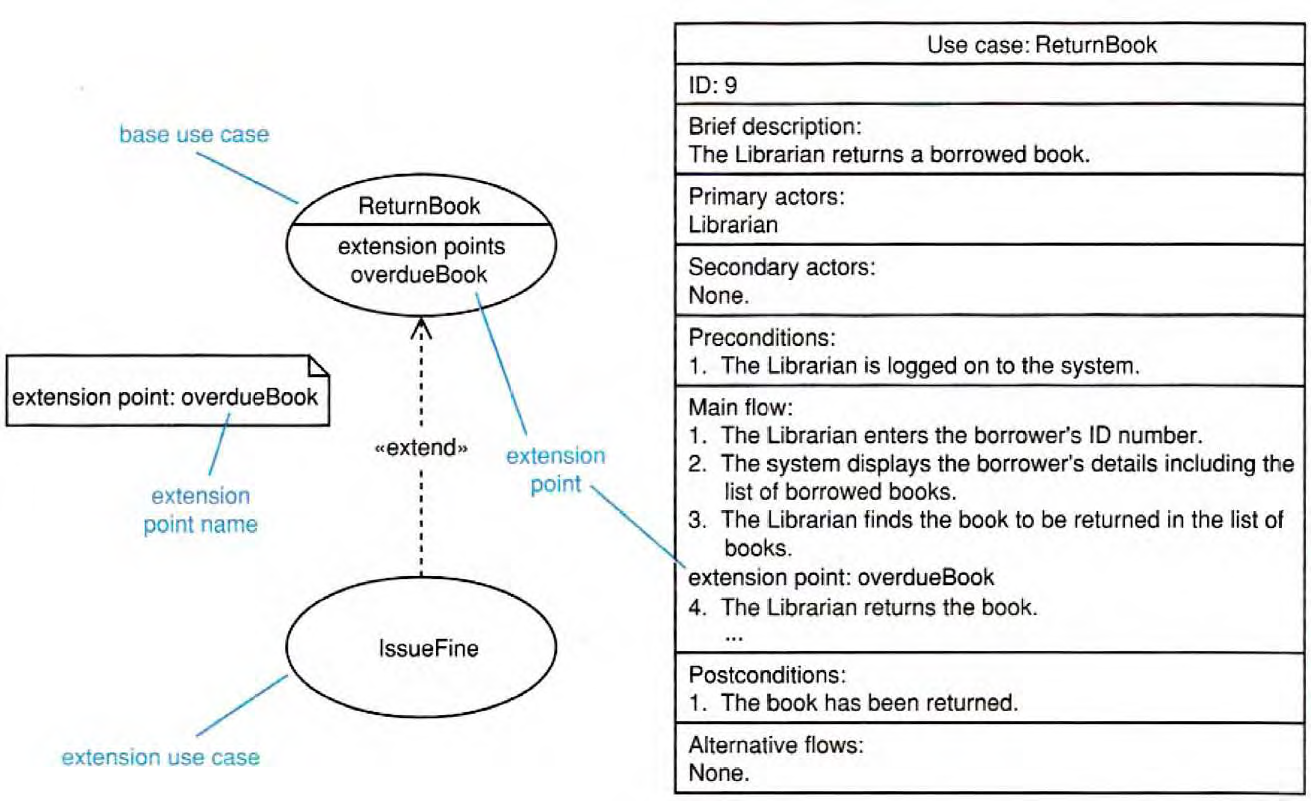 base use case
ReturnBook
extension points
overdueBook
extension point: overdueBook
«extend»
extension
point
extension
point name
IssueFine
extension use case
Use case: ReturnBook
ID: 9
Brief description:
The Librarian returns a borrowed book.
Primary actors:
Librarian
Secondary actors:
None.
Preconditions:
1. The Librarian is logged on to the system.
Main flow:
1. The Librarian enters the borrower's ID number.
2. The system displays the borrower's details including the
list of borrowed books.
3. The Librarian finds the book to be returned in the list of
books.
extension point: overdueBook
4. The Librarian returns the book.
...
Postconditions:
1. The book has been returned.
Alternative flows:
None.